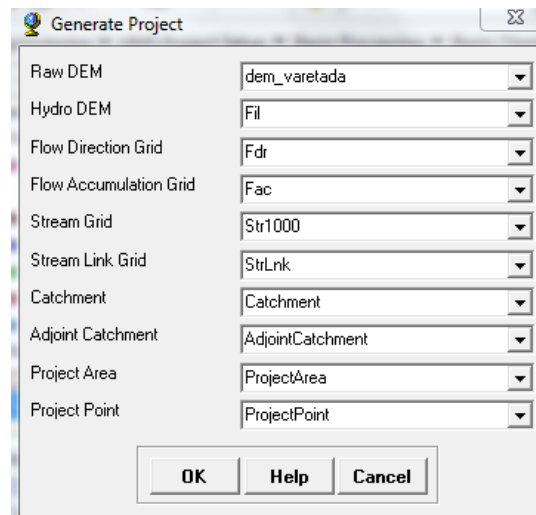 Generate Project
Raw DEM dem_varetada
Hydro DEM Fil
Flow Direction Grid Fdr
Flow Accumulation Grid Fac
Stream Grid Str1000
Stream Link Grid StrLnk
Catchment Catchment
Adjoint Catchment AdjointCatchment
Project Area ProjectArea
Project Point ProjectPoint
OK Help Cancel